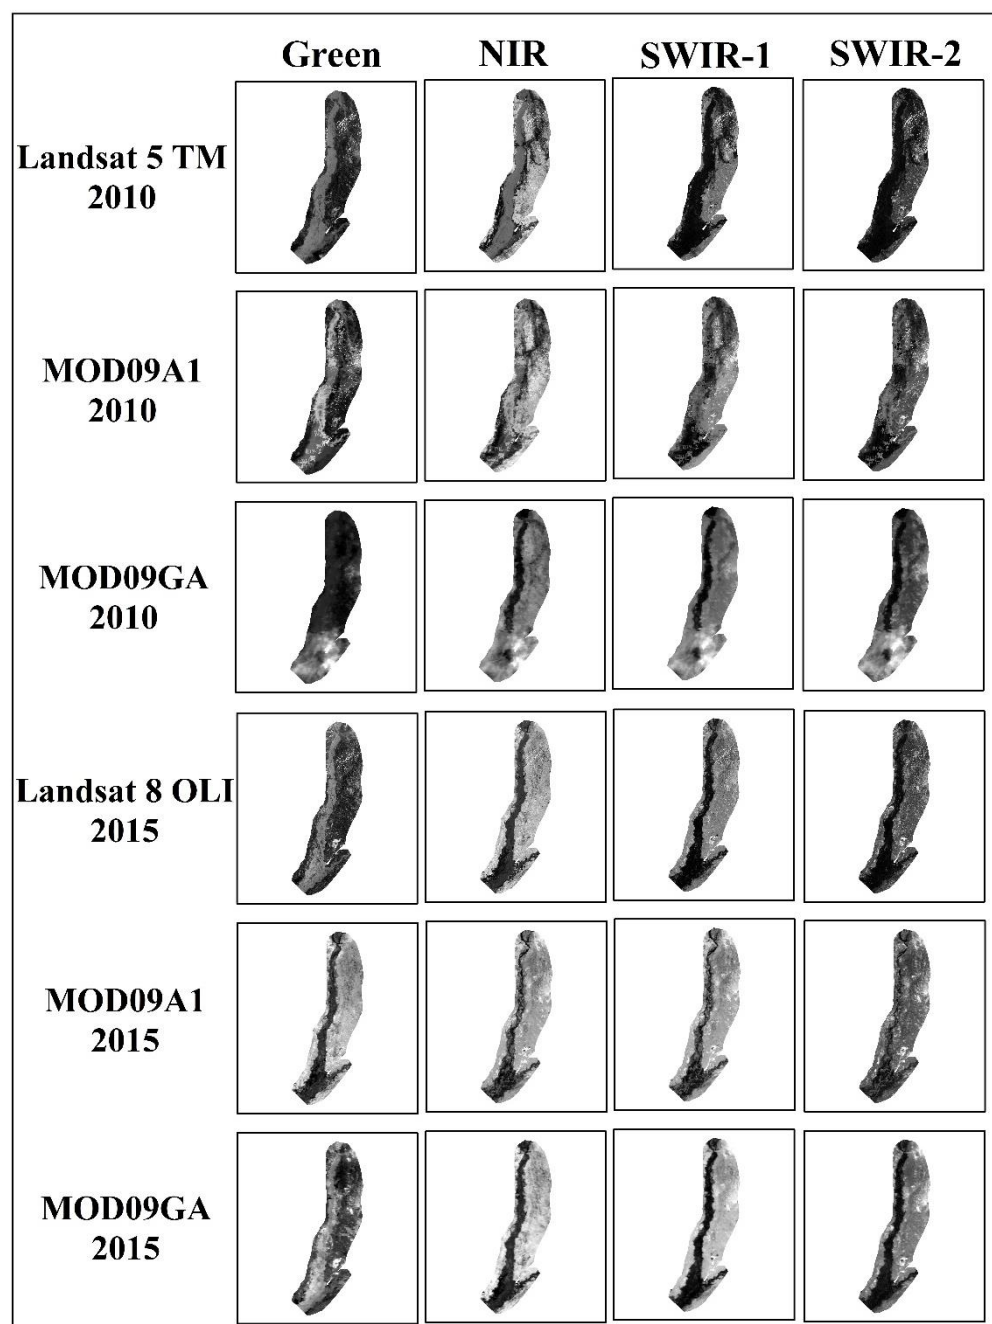 Green NIR SWIR-1 SWIR-2
Landsat 5 TM
2010
MOD09A1
2010
MOD09GA
2010
Landsat 8 OLI
2015
MOD09A1
2015
MOD09GA
2015